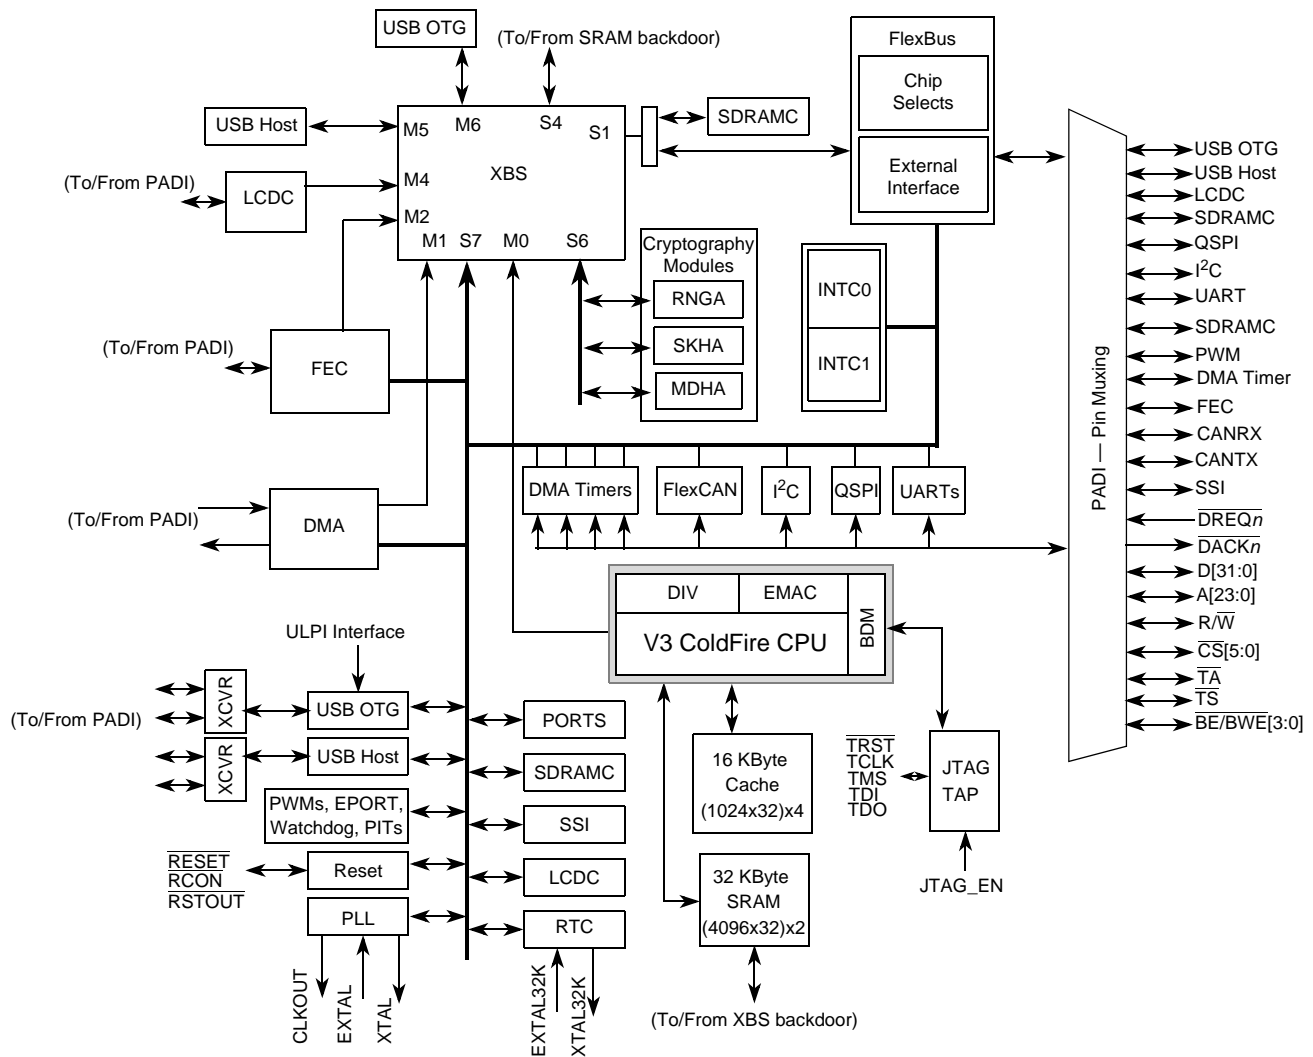 USB OTG
(To/From SRAM backdoor)
FlexBus
Chip
Selects
External
Interface
USB Host
M5
M6
S4
S1
SDRAMC
XBS
(To/From PADI)
LCDC
M4
M2
M1
S7
M0
S6
Cryptography
Modules
RNGA
SKHA
MDHA
INTC0
INTC1
(To/From PADI)
FEC
DMA Timers
FlexCAN
I²C
QSPI
UARTs
(To/From PADI)
DMA
DIV
EMAC
BDM
V3 ColdFire CPU
ULPI Interface
XCVR
USB OTG
(To/From PADI)
XCVR
USB Host
PWMs, EPORT,
Watchdog, PITs
RESET
RCON
RSTOUT
Reset
PLL
CLKOUT
EXTAL
XTAL
PORTS
SDRAMC
SSI
LCDC
RTC
EXTAL32K
XTAL32K
16 KByte
Cache
(1024x32)x4
32 KByte
SRAM
(4096x32)x2
(To/From XBS backdoor)
TRST
TCLK
TMS
TDI
TDO
JTAG
TAP
JTAG_EN
PADI — Pin Muxing
USB OTG
USB Host
LCDC
SDRAMC
QSPI
I²C
UART
SDRAMC
PWM
DMA Timer
FEC
CANRX
CANTX
SSI
DREQn
DACKn
D[31:0]
A[23:0]
R/W
CS[5:0]
TA
TS
BE/BWE[3:0]